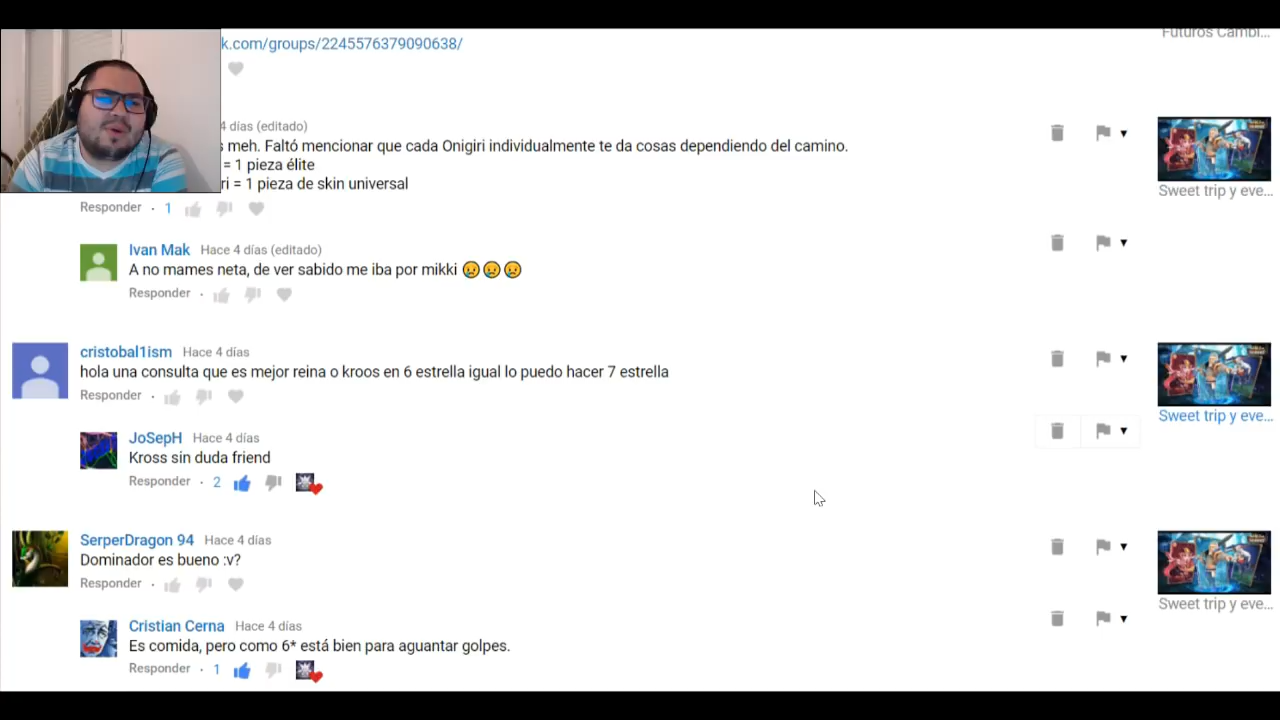 Futuros Cambi...
k.com/groups/2245576379090638/
4 días (editado)
meh. Faltó mencionar que cada Onigiri individualmente te da cosas dependiendo del camino.
= 1 pieza élite
ri = 1 pieza de skin universal
Responder · 1
Sweet trip y eve...
Ivan Mak Hace 4 días (editado)
A no mames neta, de ver sabido me iba por mikki 😢😢😢
Responder ·
cristobal1ism Hace 4 días
hola una consulta que es mejor reina o kroos en 6 estrella igual lo puedo hacer 7 estrella
Responder ·
Sweet trip y eve...
JoSepH Hace 4 días
Kross sin duda friend
Responder · 2
SerperDragon 94 Hace 4 días
Dominador es bueno :v?
Responder ·
Sweet trip y eve...
Cristian Cerna Hace 4 días
Es comida, pero como 6* está bien para aguantar golpes.
Responder · 1